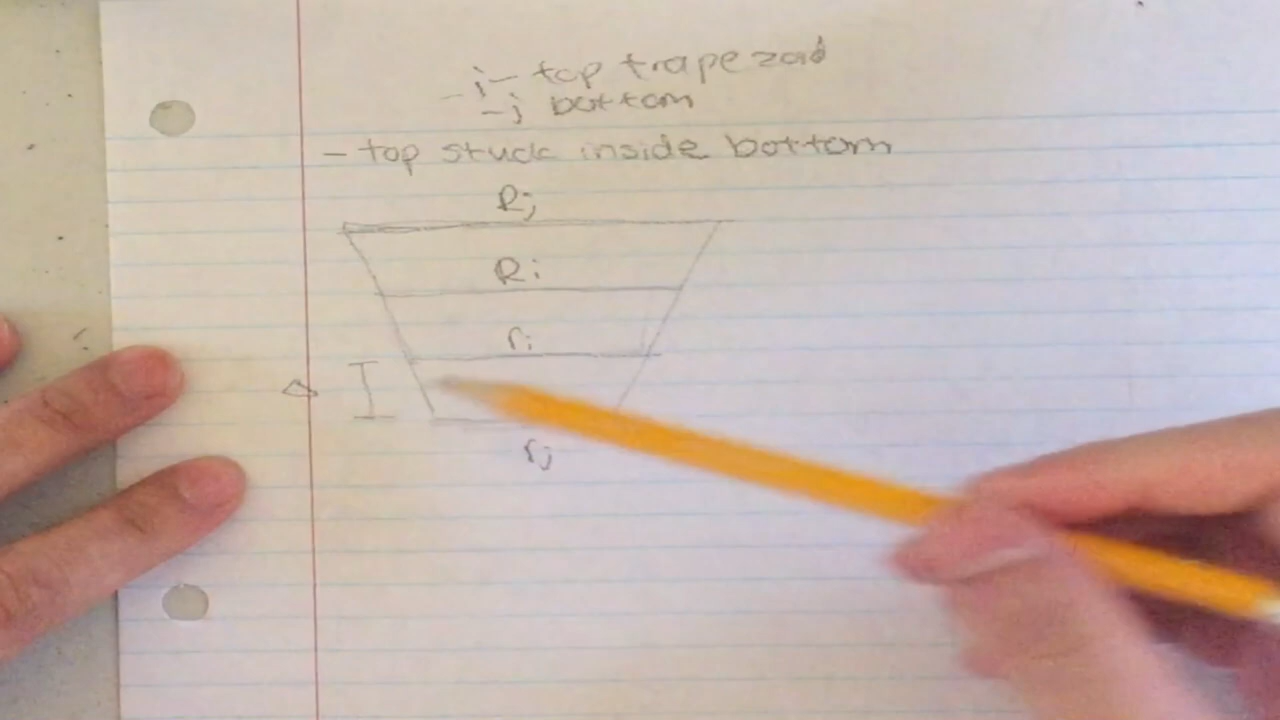 - i - top trapezoid
- j bottom
- top stuck inside bottom
Rj
Ri
ri
rj